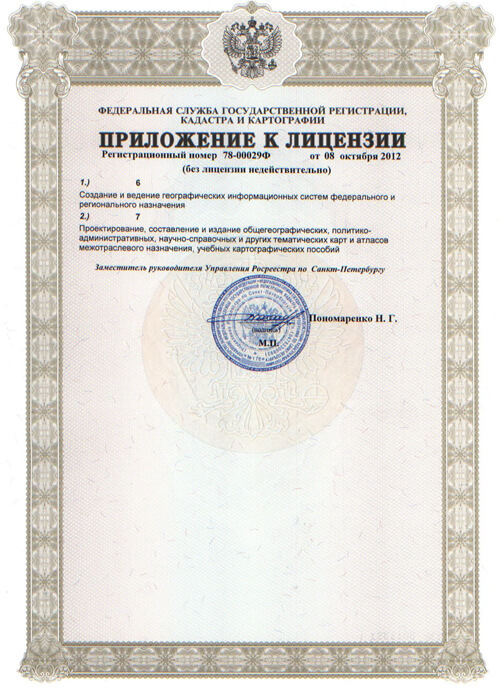 ФЕДЕРАЛЬНАЯ СЛУЖБА ГОСУДАРСТВЕННОЙ РЕГИСТРАЦИИ,
КАДАСТРА И КАРТОГРАФИИ
ПРИЛОЖЕНИЕ К ЛИЦЕНЗИИ
Регистрационный номер 78-00029Ф от 08 октября 2012
(без лицензии недействительно)
1.) 6
Создание и ведение географических информационных систем федерального и
регионального назначения
2.) 7
Проектирование, составление и издание общегеографических, политико-
административных, научно-справочных и других тематических карт и атласов
межотраслевого назначения, учебных картографических пособий
Заместитель руководителя Управления Росреестра по Санкт-Петербургу
Пономаренко Н. Г.
(подпись)
М.П.